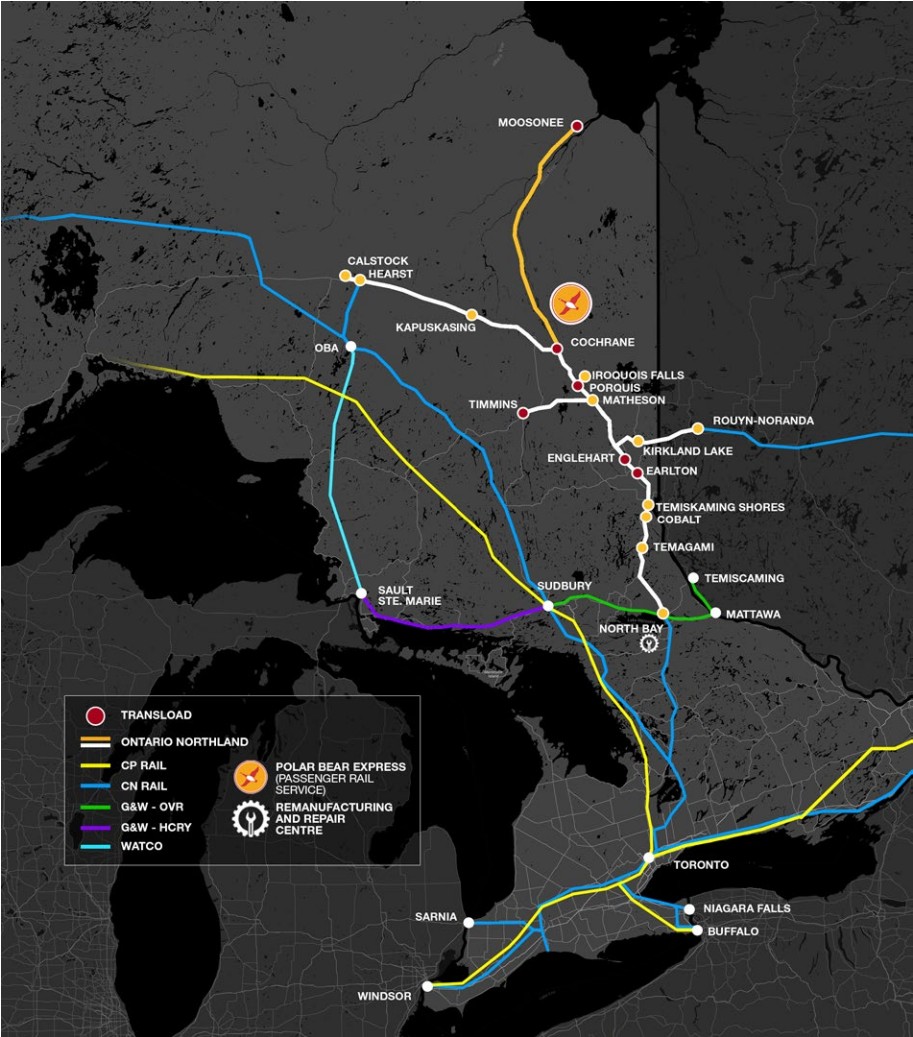 MOOSONEE
CALSTOCK
HEARST
KAPUSKASING
COCHRANE
OBA
IROQUOIS FALLS
PORQUIS
TIMMINS
MATHESON
ROUYN-NORANDA
KIRKLAND LAKE
ENGLEHART
EARLTON
TEMISKAMING SHORES
COBALT
TEMAGAMI
TEMISCAMING
SUDBURY
SAULT
STE. MARIE
MATTAWA
NORTH BAY
TRANSLOAD
ONTARIO NORTHLAND
CP RAIL
CN RAIL
G&W - OVR
G&W - HCRY
WATCO
POLAR BEAR EXPRESS
(PASSENGER RAIL
SERVICE)
REMANUFACTURING
AND REPAIR
CENTRE
TORONTO
SARNIA
NIAGARA FALLS
BUFFALO
WINDSOR